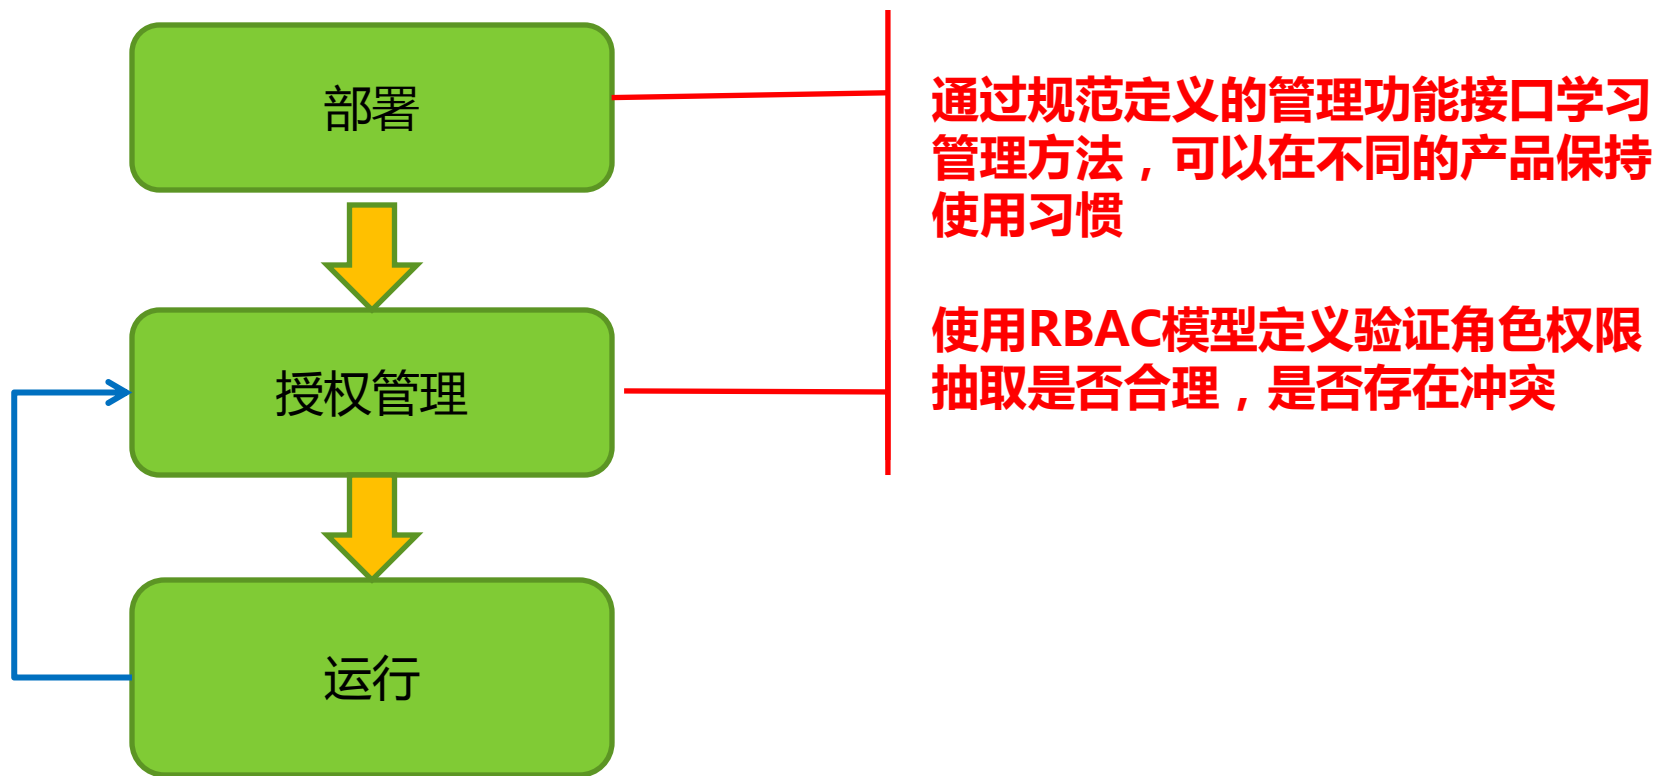 部署
通过规范定义的管理功能接口学习
管理方法，可以在不同的产品保持
使用习惯
使用RBAC模型定义验证角色权限
抽取是否合理，是否存在冲突
授权管理
运行